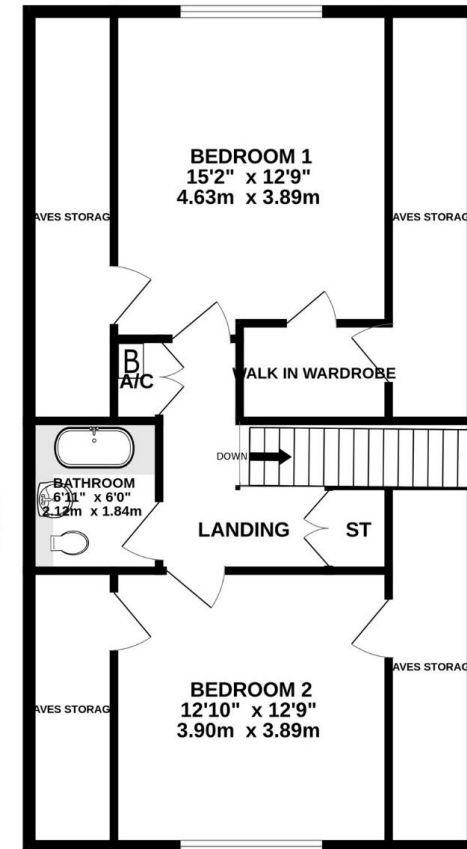 BEDROOM 1
15'2" x 12'9"
4.63m x 3.89m
AVES STORAG
AVES STORAG
B
A/C
WALK IN WARDROBE
BATHROOM
6'11" x 6'0"
2.12m x 1.84m
DOWN
LANDING
ST
BEDROOM 2
12'10" x 12'9"
3.90m x 3.89m
AVES STORAG
AVES STORAG